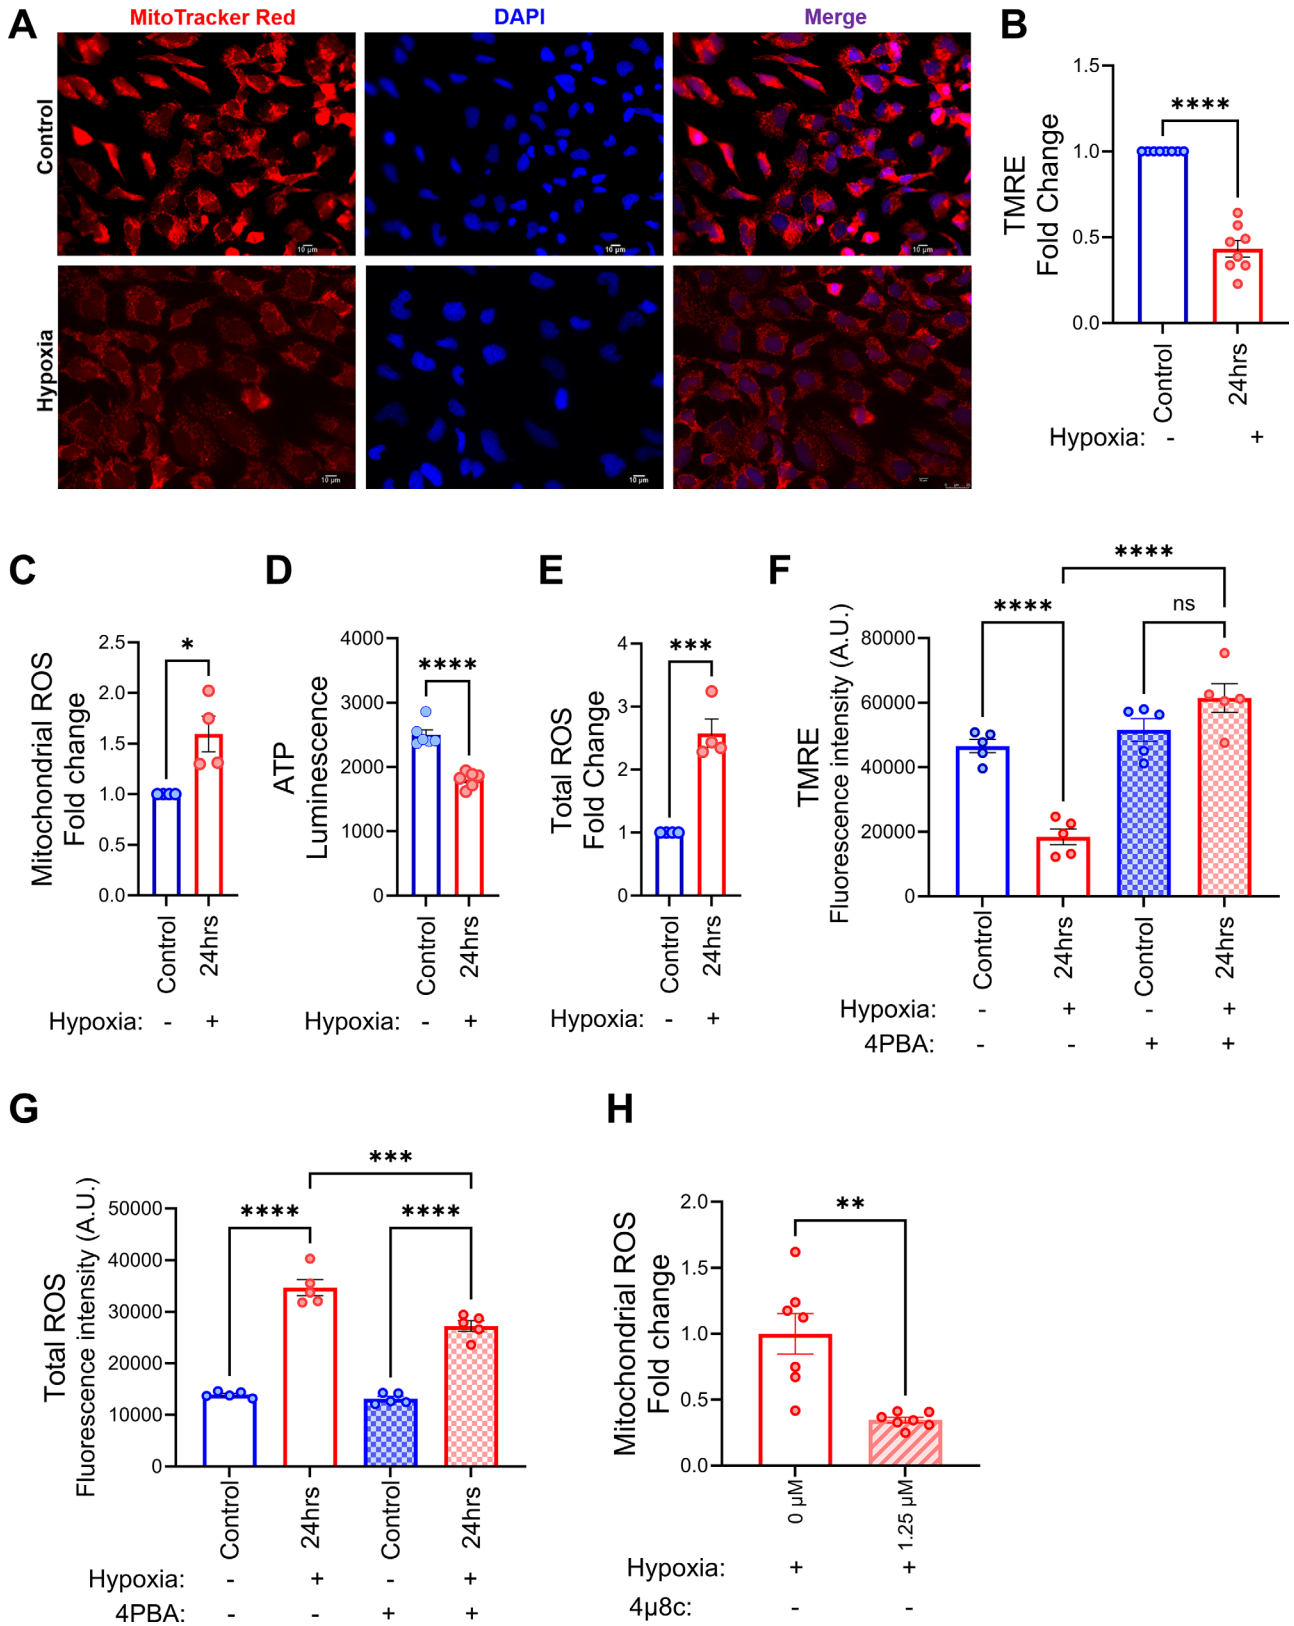 A
MitoTracker Red
DAPI
Merge
Control
Hypoxia
10 µm
10 µm
10 µm
10 µm
10 µm
B
TMRE
Fold Change
1.5
1.0
0.5
0.0
****
Control
24hrs
Hypoxia: - +
C
Mitochondrial ROS
Fold change
2.5
2.0
1.5
1.0
0.5
0.0
*
Control
24hrs
Hypoxia: - +
D
ATP
Luminescence
4000
3000
2000
1000
0
****
Control
24hrs
Hypoxia: - +
E
Total ROS
Fold Change
4
3
2
1
0
***
Control
24hrs
Hypoxia: - +
F
TMRE
Fluorescence intensity (A.U.)
80000
60000
40000
20000
0
****
****
ns
Control
24hrs
Control
24hrs
Hypoxia: - + - +
4PBA: - - + +
G
Total ROS
Fluorescence intensity (A.U.)
50000
40000
30000
20000
10000
0
***
****
****
Control
24hrs
Control
24hrs
Hypoxia: - + - +
4PBA: - - + +
H
Mitochondrial ROS
Fold change
2.0
1.5
1.0
0.5
0.0
**
0 µM
1.25 µM
Hypoxia: + +
4µ8c: - -